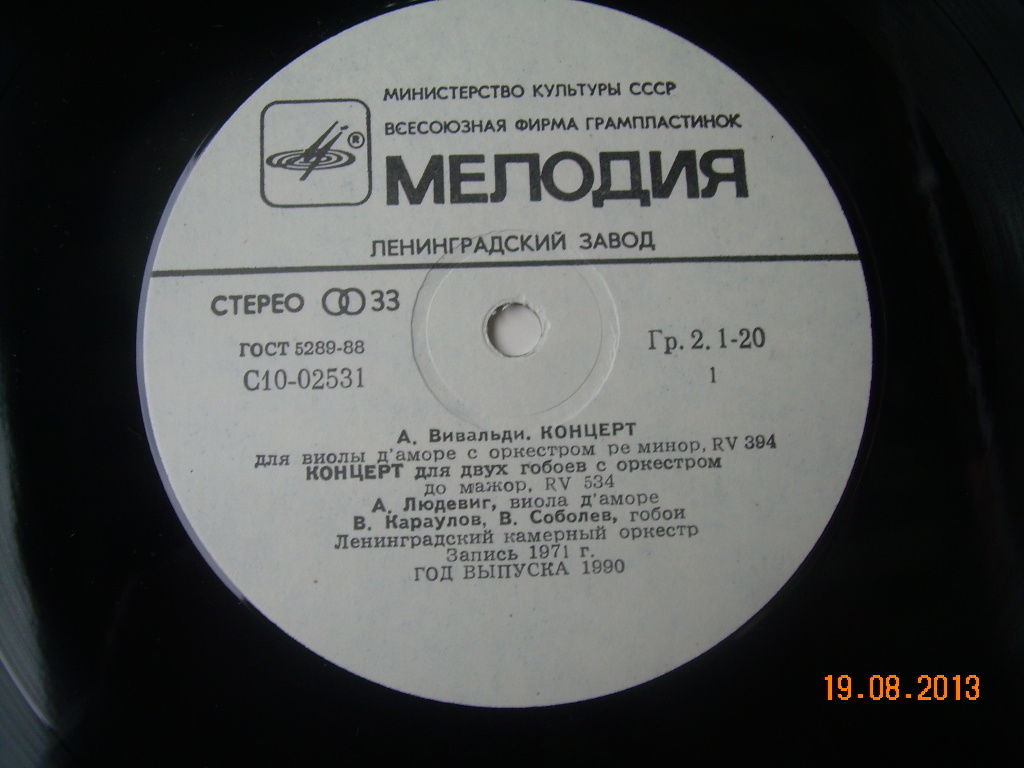 МИНИСТЕРСТВО КУЛЬТУРЫ СССР
ВСЕСОЮЗНАЯ ФИРМА ГРАМПЛАСТИНОК
®
МЕЛОДИЯ
ЛЕНИНГРАДСКИЙ ЗАВОД
СТЕРЕО 33
ГОСТ 5289-88
С10-02531
Гр. 2. 1-20
1
А. Вивальди. КОНЦЕРТ
для виолы д'аморе с оркестром ре минор, RV 394
КОНЦЕРТ для двух гобоев с оркестром
до мажор, RV 534
А. Людевиг, виола д'аморе
В. Караулов, В. Соболев, гобои
Ленинградский камерный оркестр
Запись 1971 г.
ГОД ВЫПУСКА 1990
19.08.2013